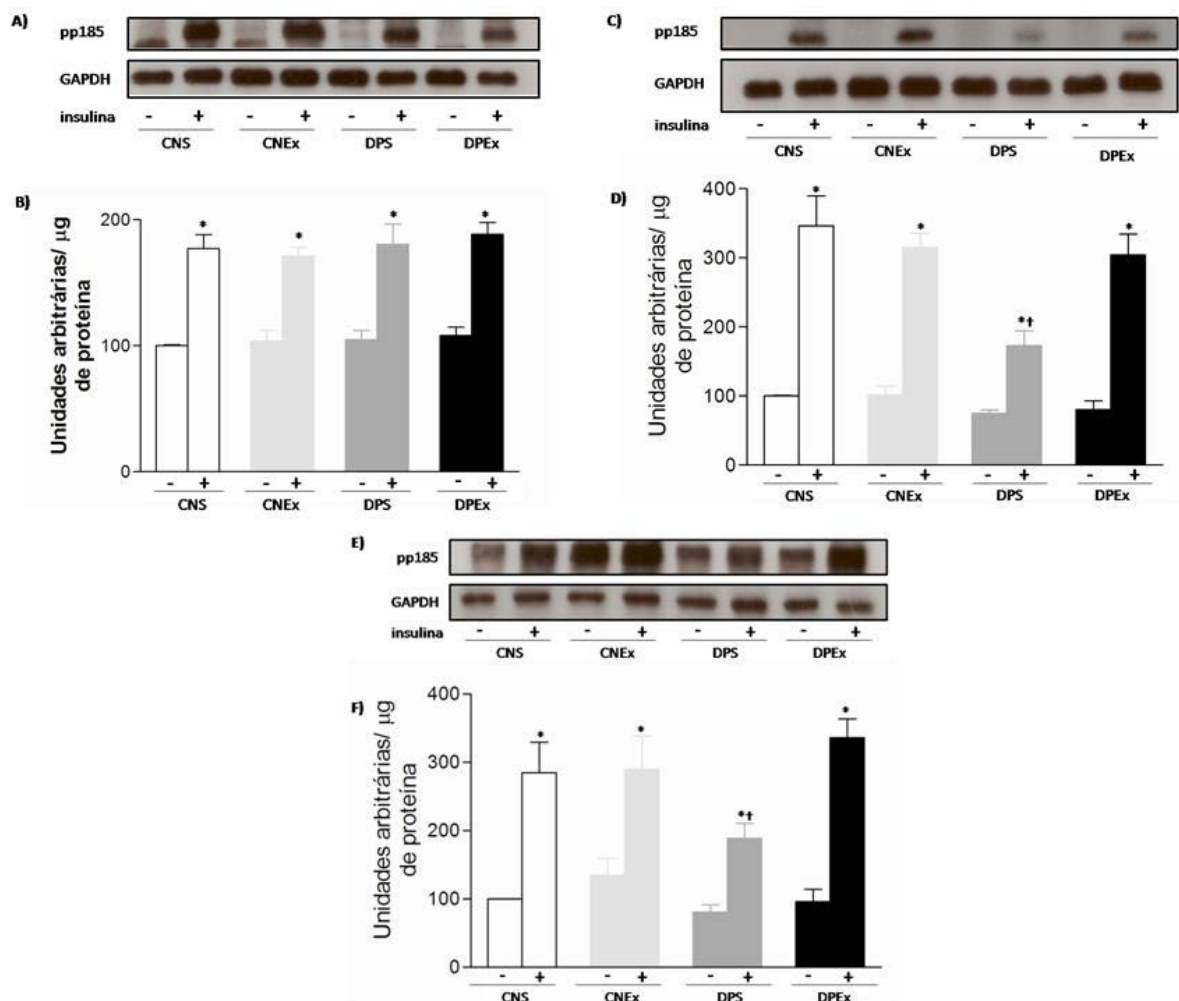 A)
pp185
GAPDH
insulina - + - + - + - +
CNS CNEx DPS DPEx
C)
pp185
GAPDH
insulina - + - + - + - +
CNS CNEx DPS DPEx
B)
Unidades arbitrárias/ µg
de proteína
200
100
0
* * * *
- + - + - + - +
CNS CNEx DPS DPEx
D)
Unidades arbitrárias/ µg
de proteína
400
300
200
100
0
* * *† *
- + - + - + - +
CNS CNEx DPS DPEx
E)
pp185
GAPDH
insulina - + - + - + - +
CNS CNEx DPS DPEx
F)
Unidades arbitrárias/ µg
de proteína
400
300
200
100
0
* * *† *
- + - + - + - +
CNS CNEx DPS DPEx